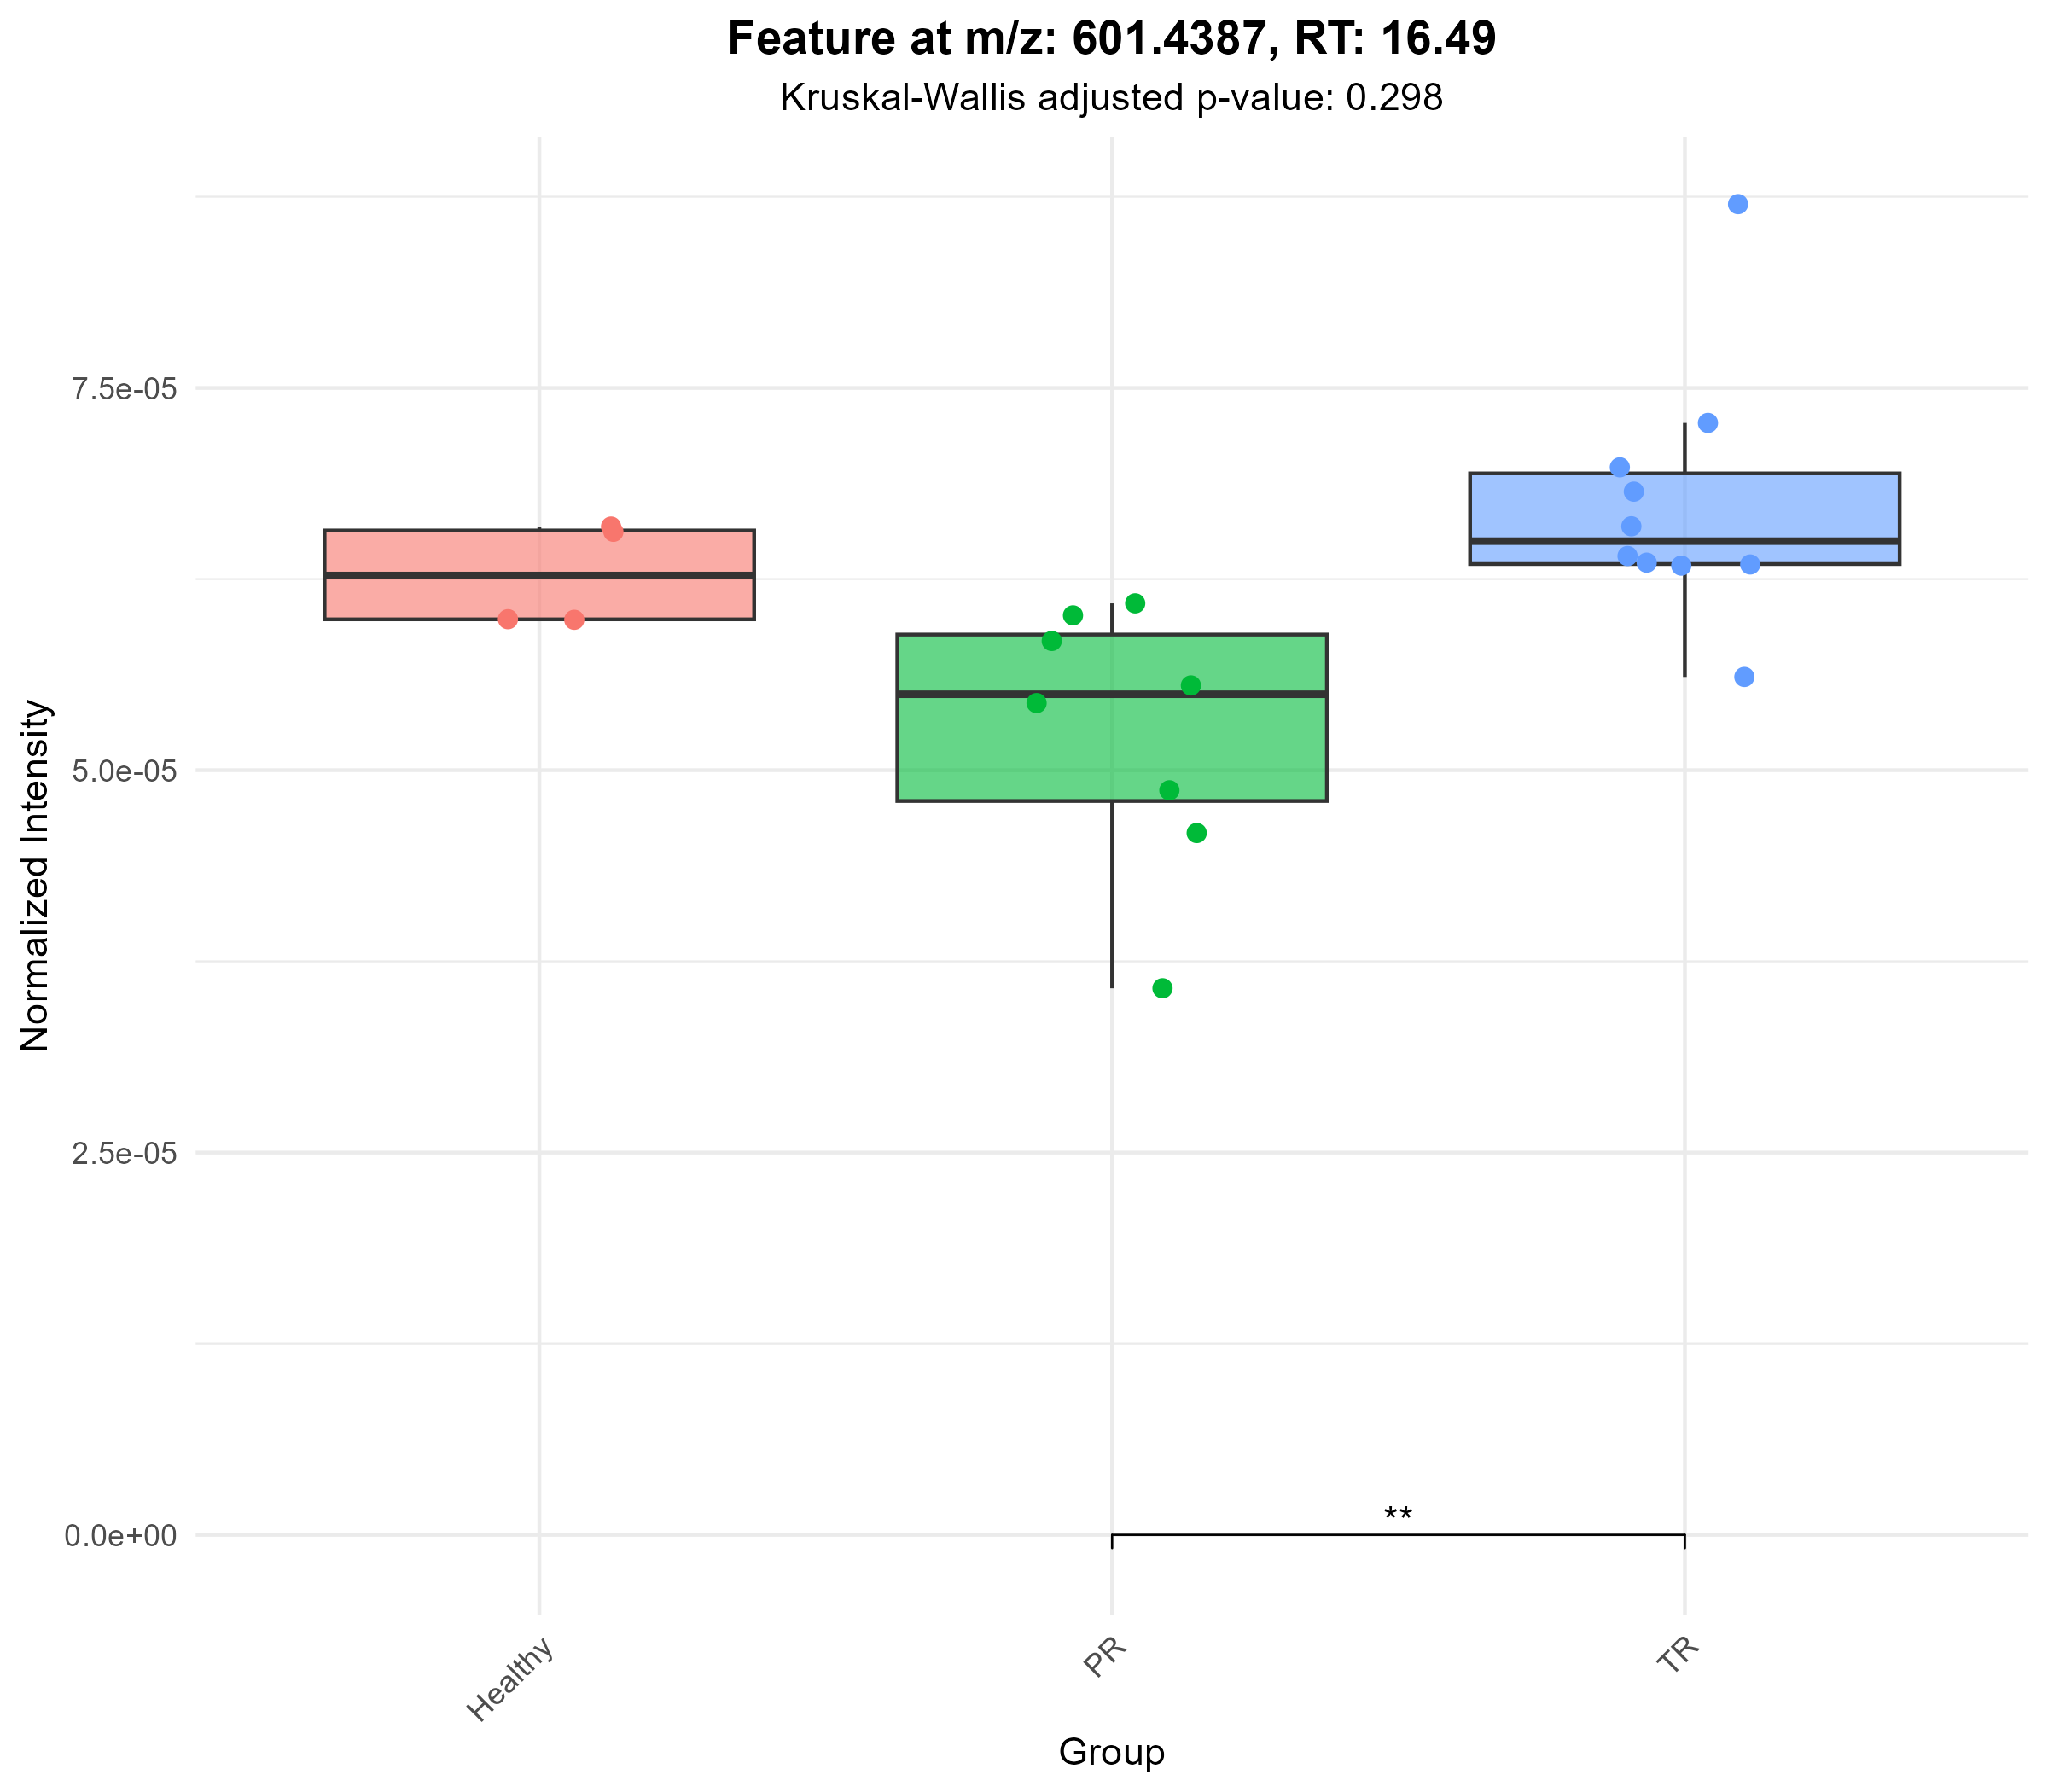 Feature at m/z: 601.4387, RT: 16.49
Kruskal-Wallis adjusted p-value: 0.298
Normalized Intensity
7.5e-05
5.0e-05
2.5e-05
0.0e+00
**
Healthy
PR
TR
Group